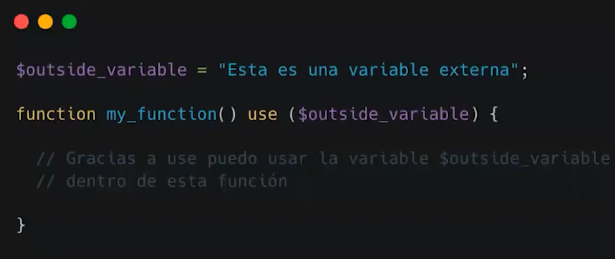 $outside_variable = "Esta es una variable externa";
function my_function() use ($outside_variable) {
// Gracias a use puedo usar la variable $outside_variable
// dentro de esta función
}